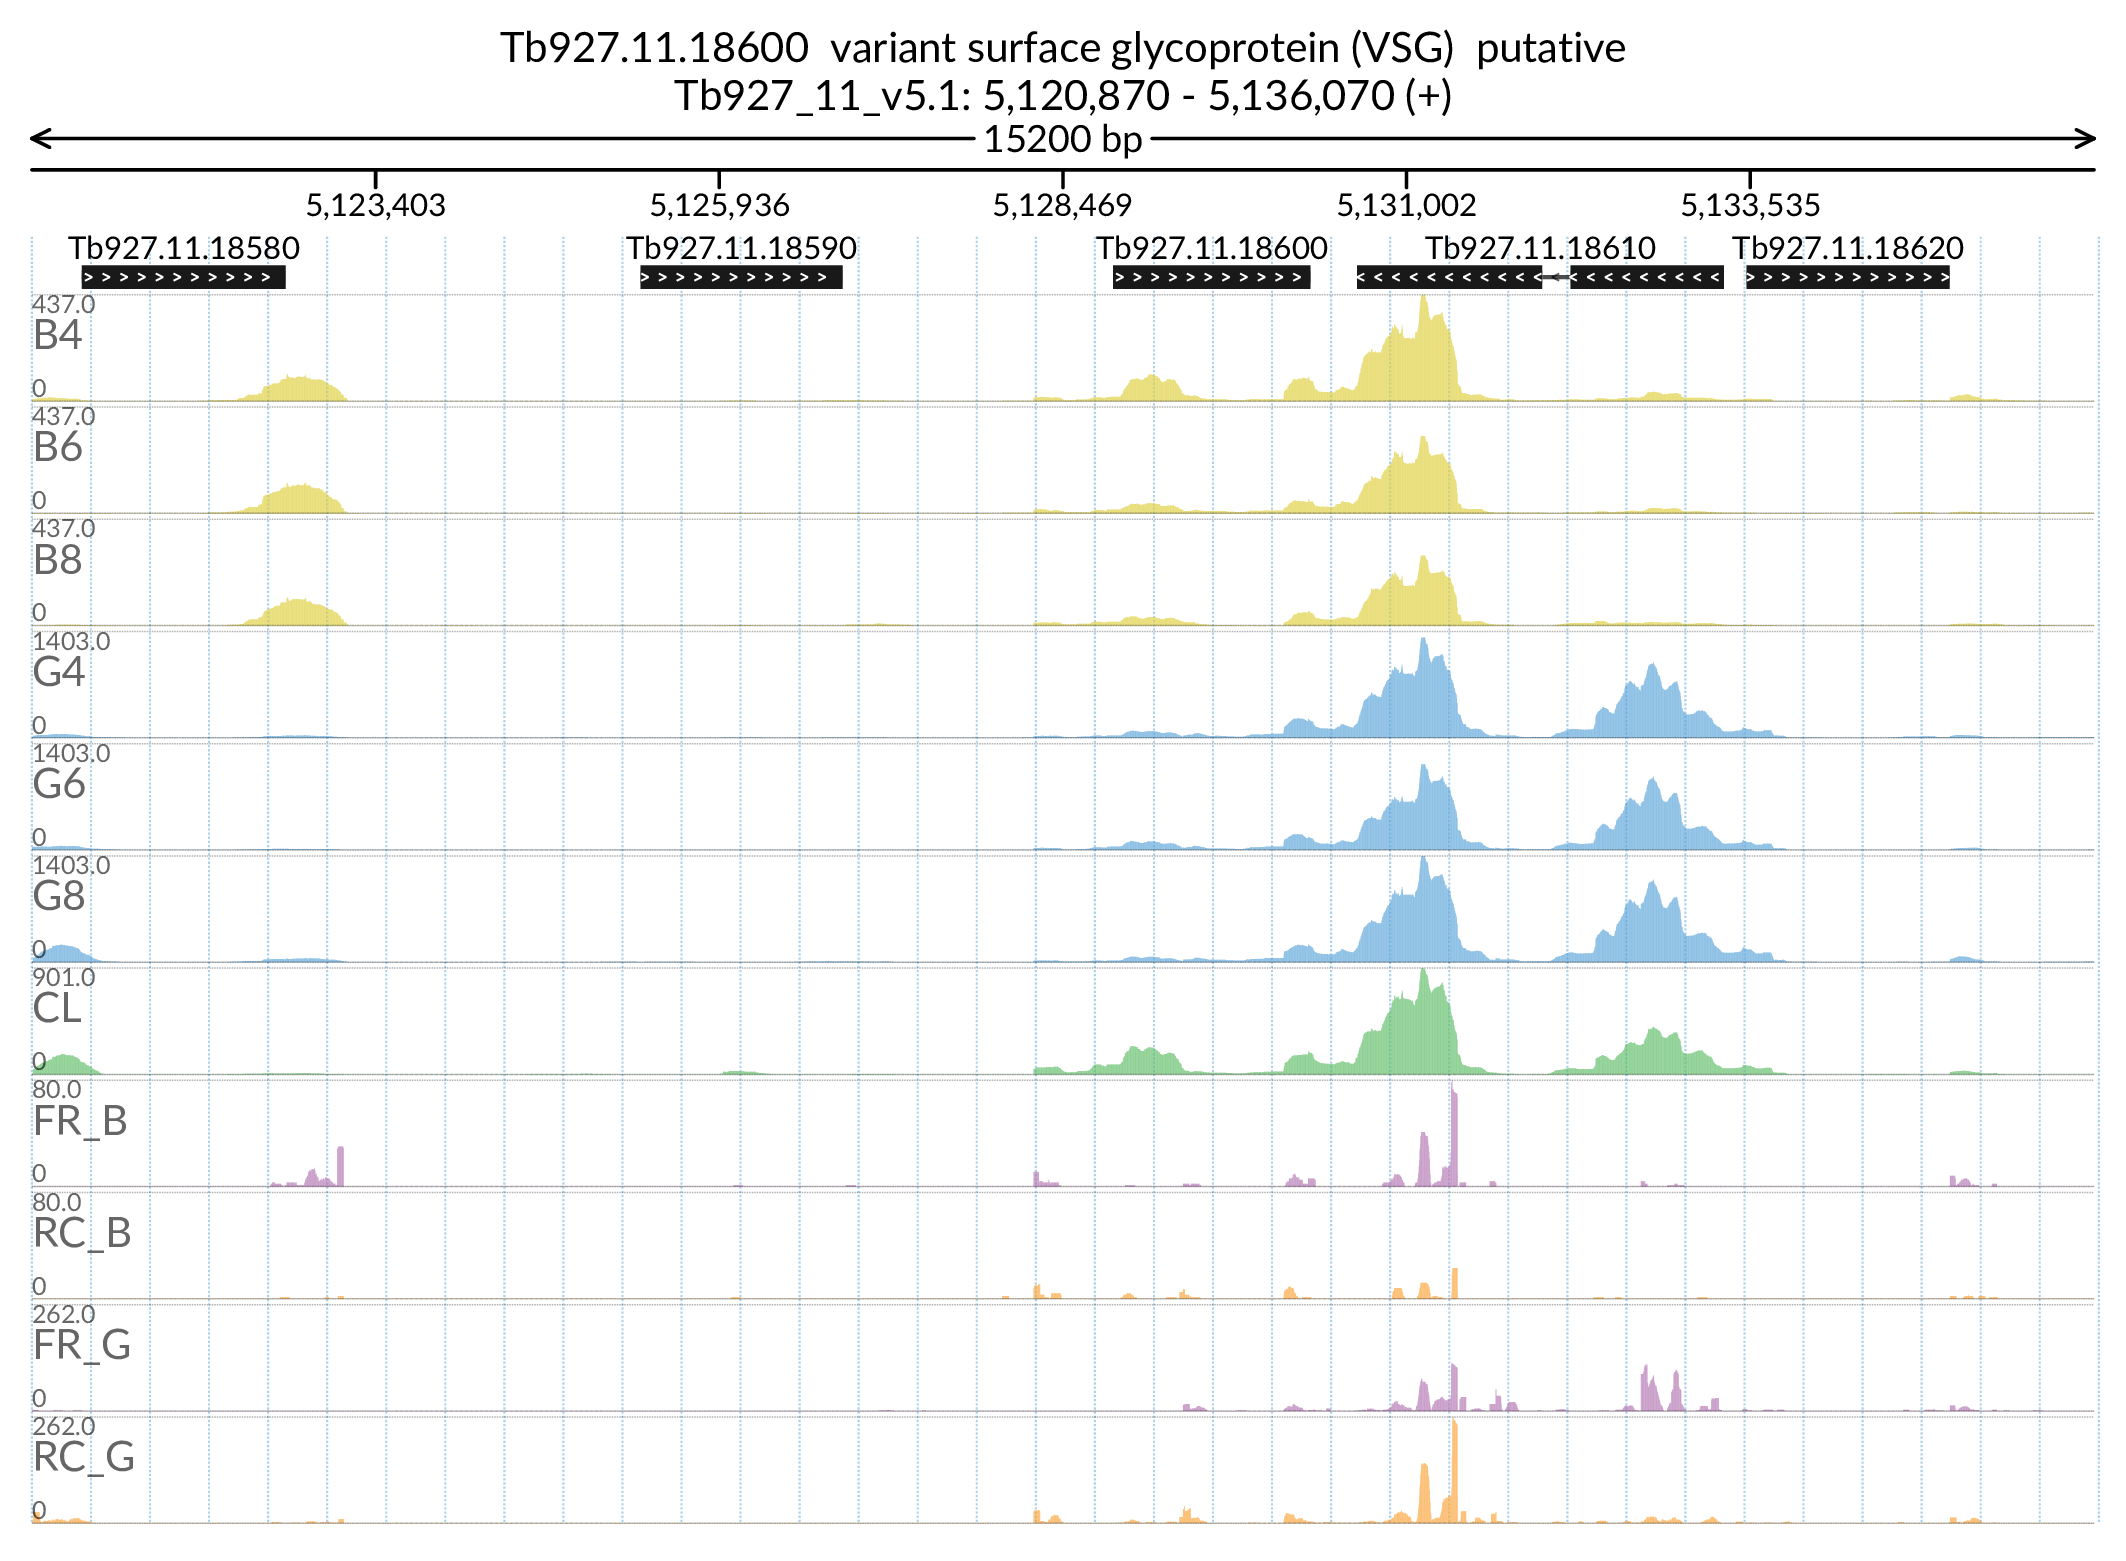 Tb927.11.18600  variant surface glycoprotein (VSG)  putative
Tb927_11_v5.1: 5,120,870 - 5,136,070 (+)
15200 bp
5,123,403 5,125,936 5,128,469 5,131,002 5,133,535
Tb927.11.18580 Tb927.11.18590 Tb927.11.18600 Tb927.11.18610 Tb927.11.18620
437.0
B4
0
437.0
B6
0
437.0
B8
0
1403.0
G4
0
1403.0
G6
0
1403.0
G8
0
901.0
CL
0
80.0
FR_B
0
80.0
RC_B
0
262.0
FR_G
0
262.0
RC_G
0